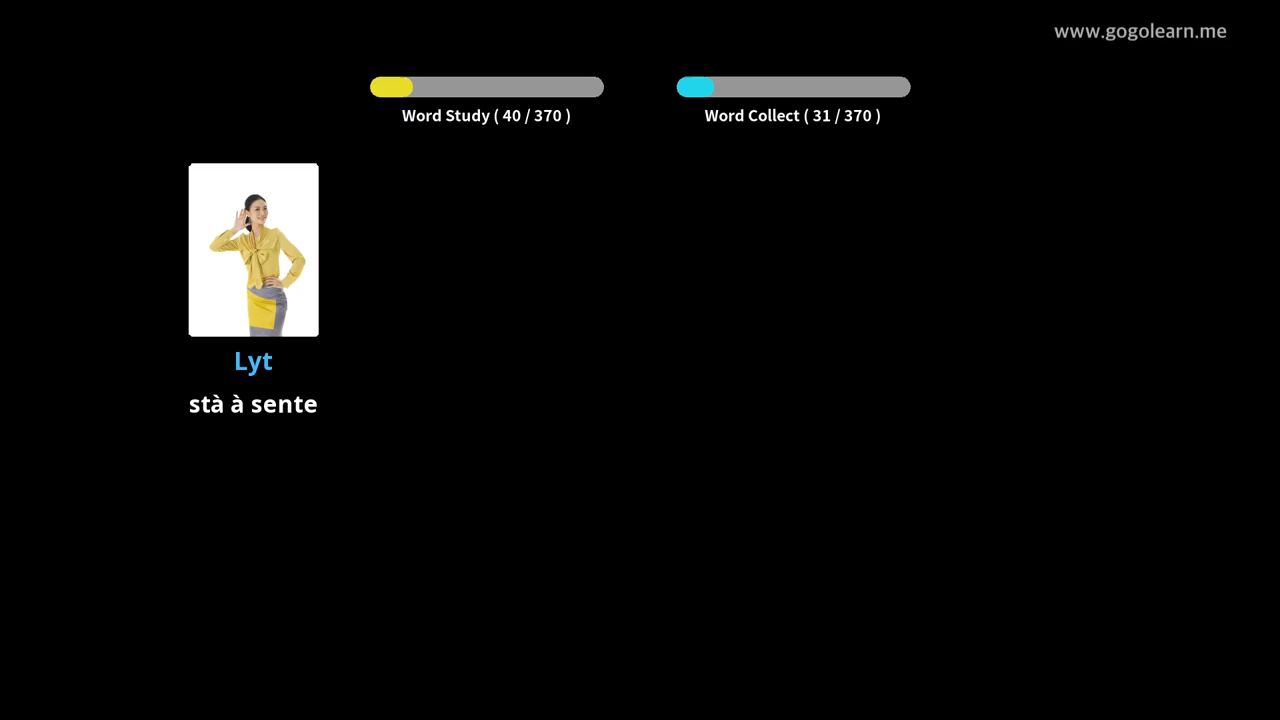 www.gogolearn.me
Word Study ( 40 / 370 )
Word Collect ( 31 / 370 )
Lyt
stà à sente